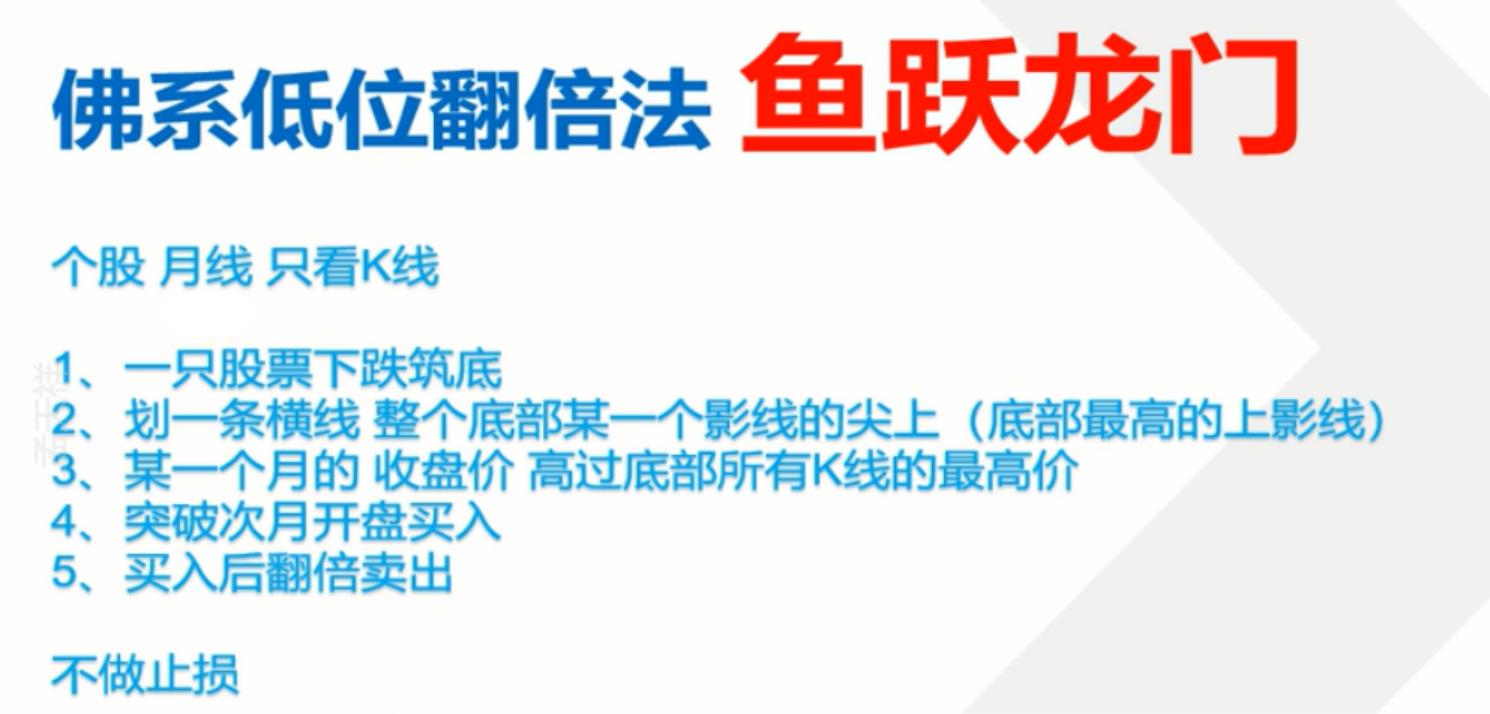 佛系低位翻倍法 鱼跃龙门
个股 月线 只看K线
1、一只股票下跌筑底
2、划一条横线 整个底部某一个影线的尖上（底部最高的上影线）
3、某一个月的 收盘价 高过底部所有K线的最高价
4、突破次月开盘买入
5、买入后翻倍卖出
不做止损